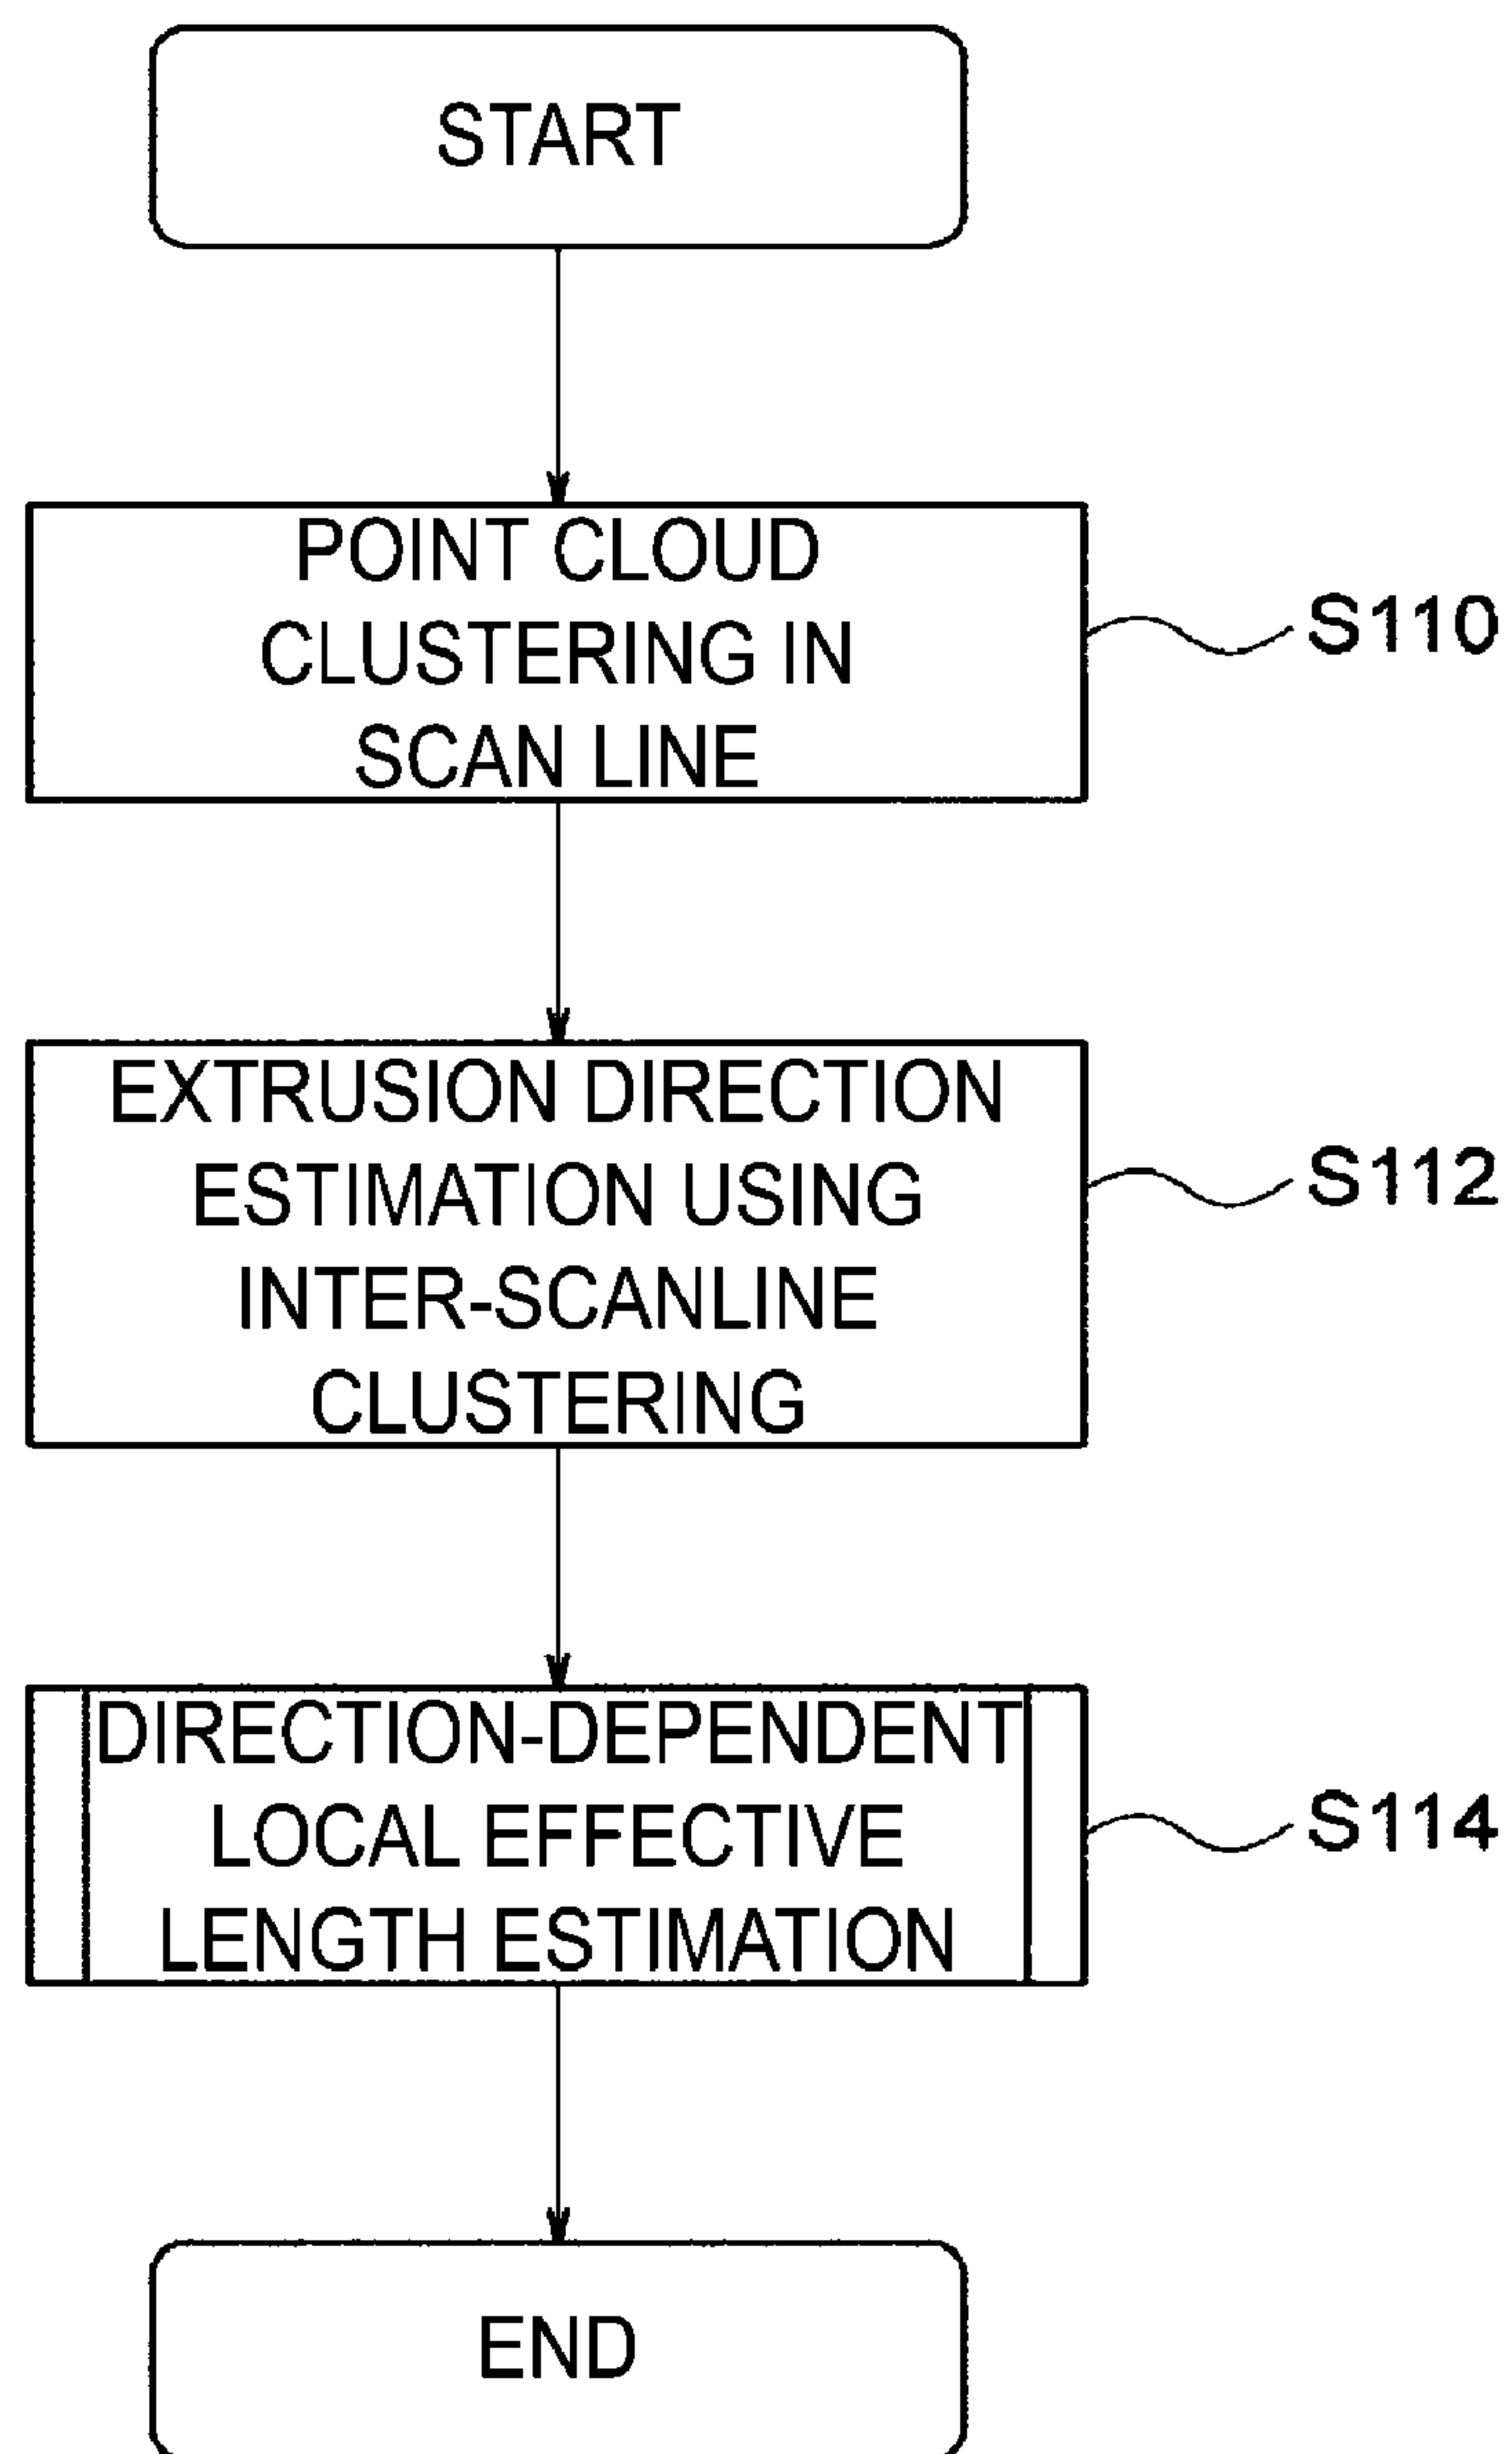 START
POINT CLOUD
CLUSTERING IN
SCAN LINE
S110
EXTRUSION DIRECTION
ESTIMATION USING
INTER-SCANLINE
CLUSTERING
S112
DIRECTION-DEPENDENT
LOCAL EFFECTIVE
LENGTH ESTIMATION
S114
END